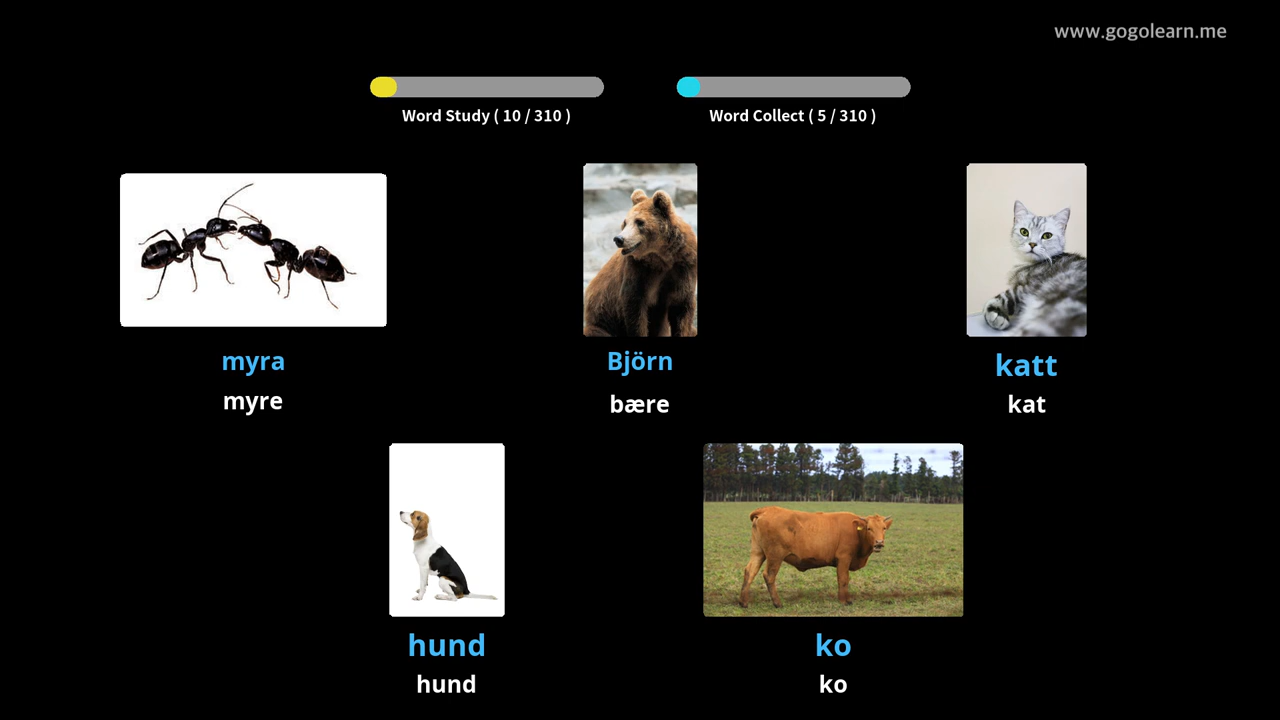 www.gogolearn.me
Word Study ( 10 / 310 )
Word Collect ( 5 / 310 )
myra
myre
Björn
bære
katt
kat
hund
hund
ko
ko